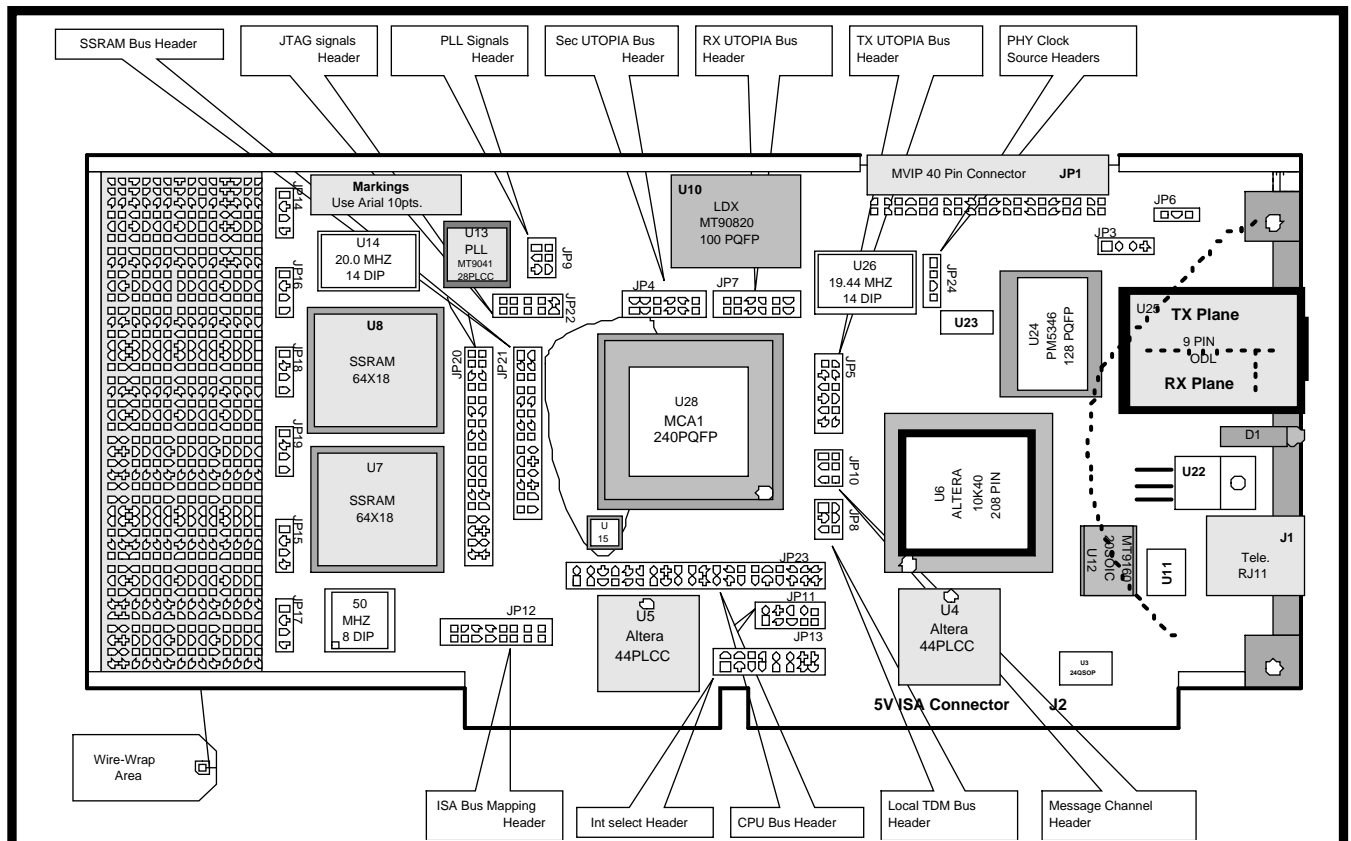 SSRAM Bus Header
JTAG signals
Header
PLL Signals
Header
Sec UTOPIA Bus
Header
RX UTOPIA Bus
Header
TX UTOPIA Bus
Header
PHY Clock
Source Headers
MVIP 40 Pin Connector JP1
Markings
Use Arial 10pts.
U10
LDX
MT90820
100 PQFP
JP14
JP6
JP3
U14
20.0 MHZ
14 DIP
U13
PLL
MT9041
28PLCC
JP9
U26
19.44 MHZ
14 DIP
JP24
JP16
JP22
JP4
JP7
U23
U24
PM5346
128 PQFP
U25
TX Plane
9 PIN
ODL
RX Plane
U8
SSRAM
64X18
JP18
JP20
JP21
JP5
U28
MCA1
240PQFP
D1
JP19
U7
SSRAM
64X18
JP10
U6
ALTERA
10K40
208 PIN
U22
JP8
JP15
U
15
MT9160
20SOIC
U12
U11
J1
Tele.
RJ11
JP23
JP17
50
MHZ
8 DIP
JP12
U5
Altera
44PLCC
JP11
JP13
U4
Altera
44PLCC
U3
24QSOP
5V ISA Connector J2
Wire-Wrap
Area
ISA Bus Mapping
Header
Int select Header
CPU Bus Header
Local TDM Bus
Header
Message Channel
Header